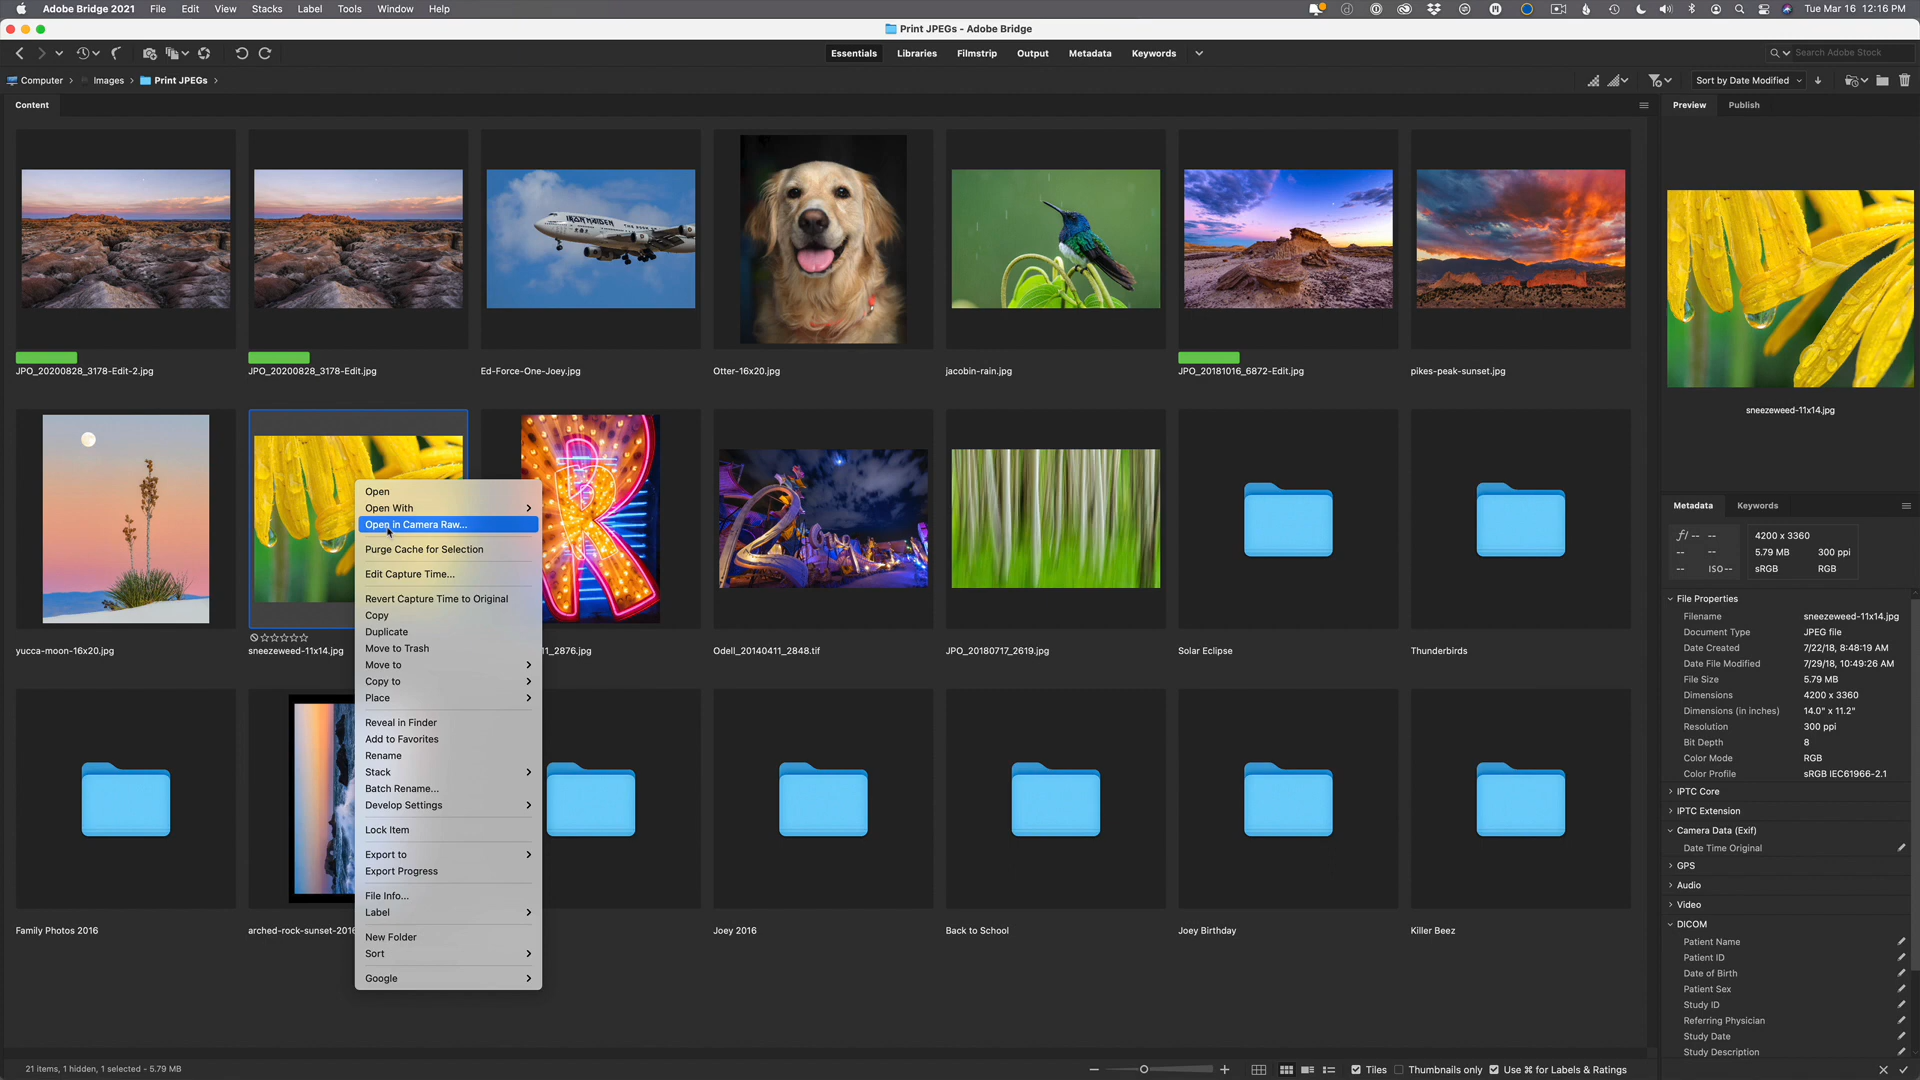 Adobe Bridge 2021 File Edit View Stacks Label Tools Window Help Tue Mar 16 12:16 PM
Print JPEGs - Adobe Bridge
Essentials Libraries Filmstrip Output Metadata Keywords Search Adobe Stock
Computer Images Print JPEGs Sort by Date Modified
Content
Preview Publish
IRON MAIDEN
JPO_20200828_3178-Edit-2.jpg
JPO_20200828_3178-Edit.jpg
Ed-Force-One-Joey.jpg
Otter-16x20.jpg
jacobin-rain.jpg
JPO_20181016_6872-Edit.jpg
pikes-peak-sunset.jpg
sneezeweed-11x14.jpg
yucca-moon-16x20.jpg
sneezeweed-11x14.jpg
R
11_2876.jpg
Odell_20140411_2848.tif
JPO_20180717_2619.jpg
Solar Eclipse
Thunderbirds
Family Photos 2016
arched-rock-sunset-2016
Joey 2016
Back to School
Joey Birthday
Killer Beez
Open
Open With
Open in Camera Raw...
Purge Cache for Selection
Edit Capture Time...
Revert Capture Time to Original
Copy
Duplicate
Move to Trash
Move to
Copy to
Place
Reveal in Finder
Add to Favorites
Rename
Stack
Batch Rename...
Develop Settings
Lock Item
Export to
Export Progress
File Info...
Label
New Folder
Sort
Google
Metadata Keywords
f/ -- --
-- --
-- ISO--
4200 x 3360
5.79 MB 300 ppi
sRGB RGB
File Properties
Filename sneezeweed-11x14.jpg
Document Type JPEG file
Date Created 7/22/18, 8:48:19 AM
Date File Modified 7/29/18, 10:49:26 AM
File Size 5.79 MB
Dimensions 4200 x 3360
Dimensions (in inches) 14.0" x 11.2"
Resolution 300 ppi
Bit Depth 8
Color Mode RGB
Color Profile sRGB IEC61966-2.1
IPTC Core
IPTC Extension
Camera Data (Exif)
Date Time Original
GPS
Audio
Video
DICOM
Patient Name
Patient ID
Date of Birth
Patient Sex
Study ID
Referring Physician
Study Date
Study Description
21 items, 1 hidden, 1 selected - 5.79 MB
Tiles Thumbnails only Use ⌘ for Labels & Ratings